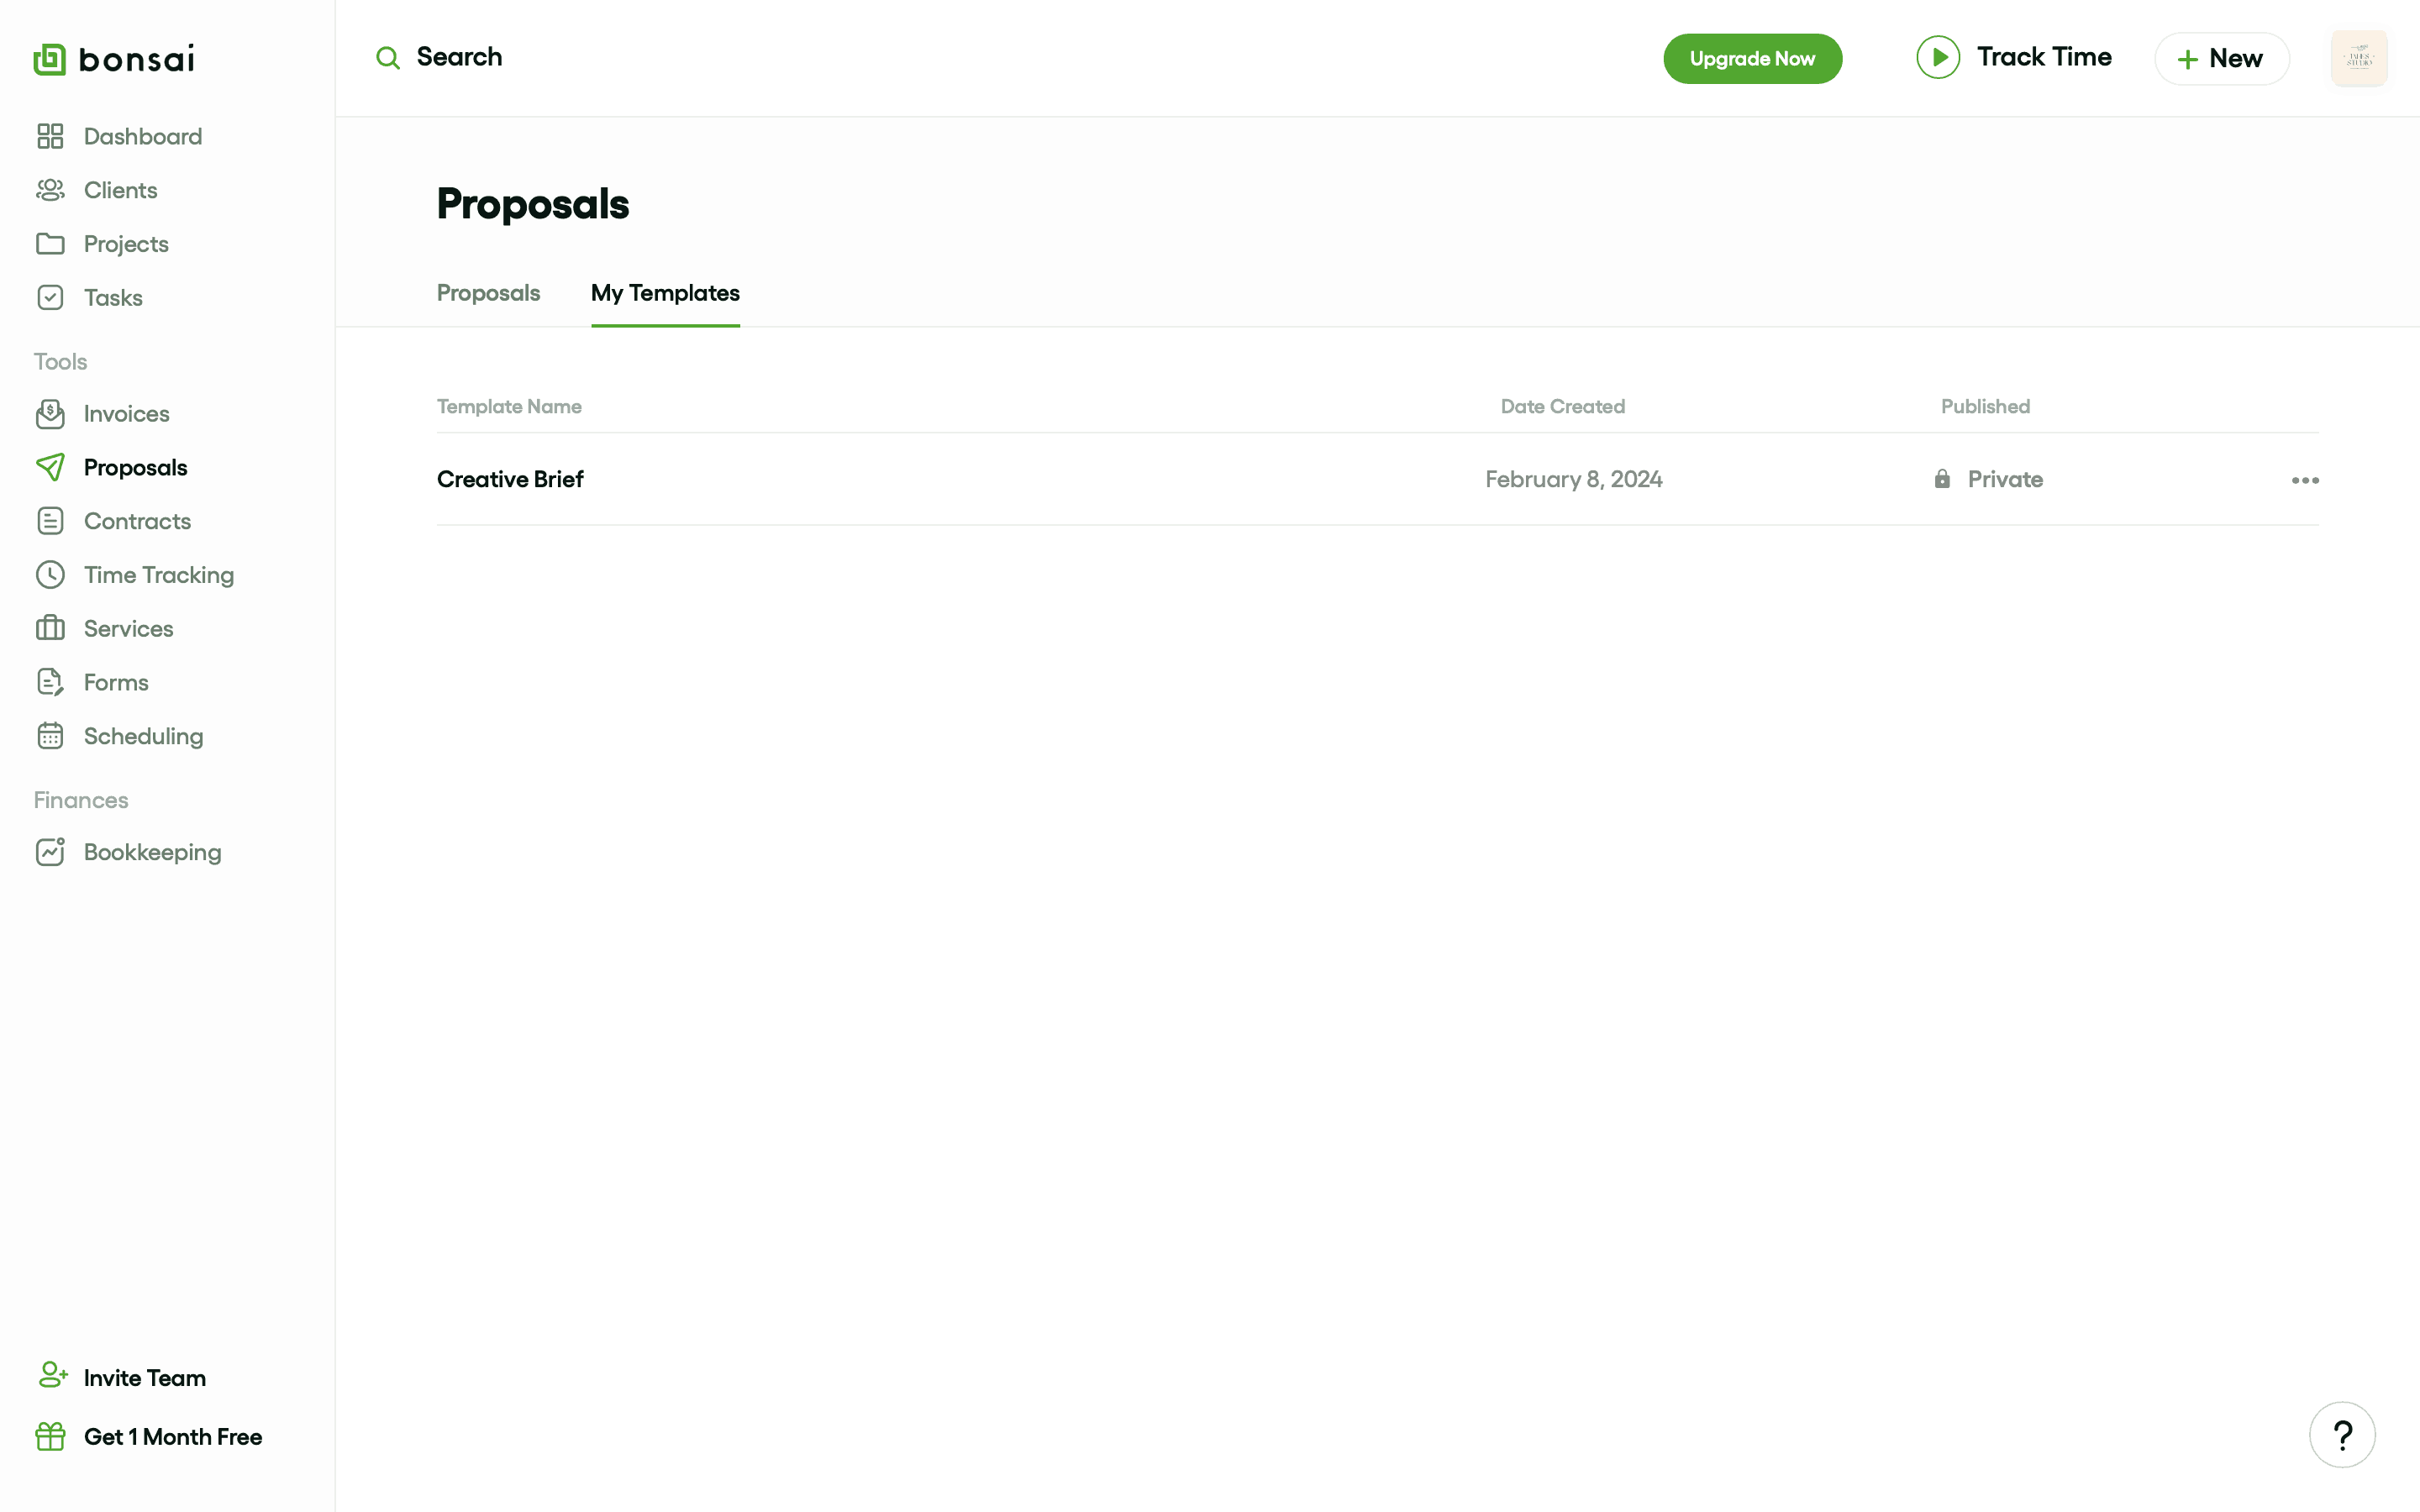 bonsai
Search
Upgrade Now
Track Time
New
Dashboard
Clients
Projects
Tasks
Tools
Invoices
Proposals
Contracts
Time Tracking
Services
Forms
Scheduling
Finances
Bookkeeping
Invite Team
Get 1 Month Free
Proposals
Proposals My Templates
Template Name Date Created Published
Creative Brief February 8, 2024 Private
?